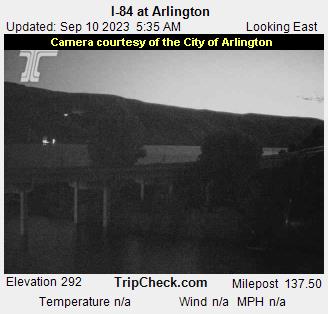 I-84 at Arlington
Updated: Sep 10 2023 5:35 AM Looking East
Camera courtesy of the City of Arlington
Elevation 292 TripCheck.com Milepost 137.50
Temperature n/a Wind n/a MPH n/a